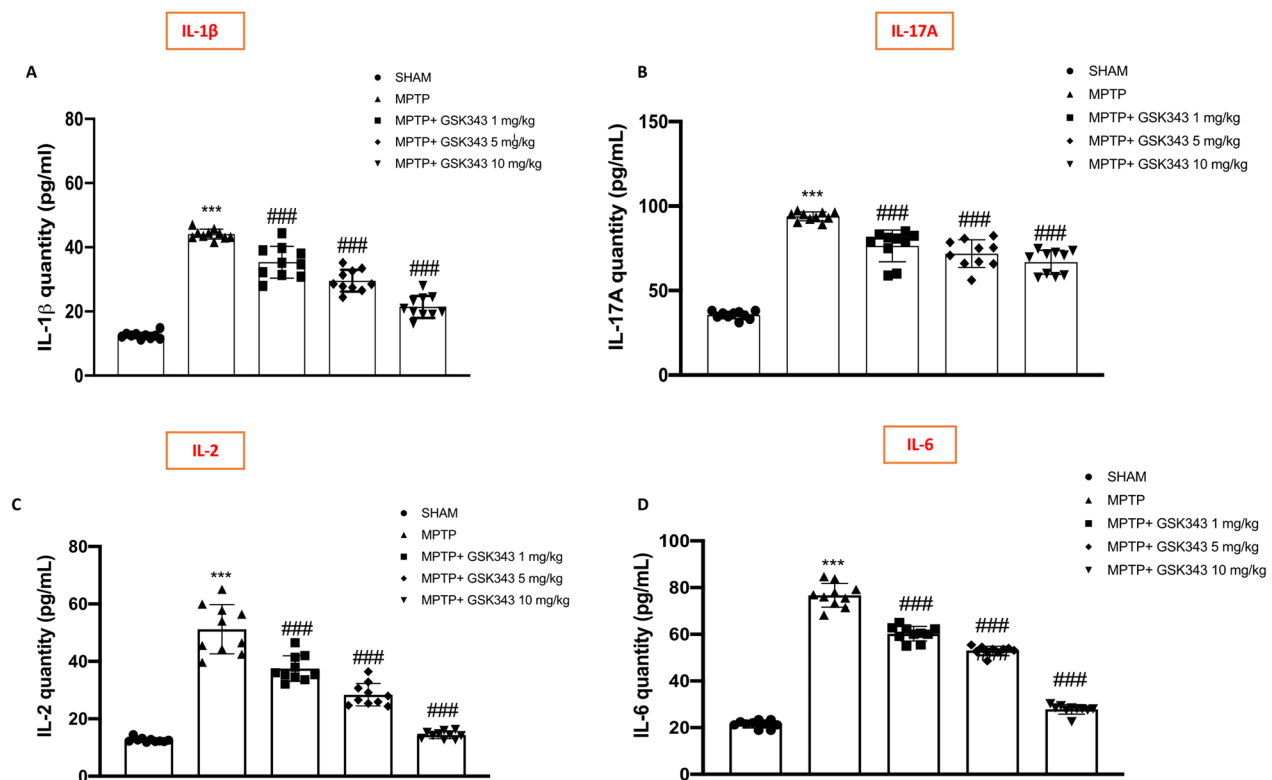 IL-1β
A
SHAM
MPTP
MPTP+ GSK343 1 mg/kg
MPTP+ GSK343 5 mg/kg
MPTP+ GSK343 10 mg/kg
IL-1β quantity (pg/ml)
80
60
40
20
0
***
###
###
###
IL-17A
B
SHAM
MPTP
MPTP+ GSK343 1 mg/kg
MPTP+ GSK343 5 mg/kg
MPTP+ GSK343 10 mg/kg
IL-17A quantity (pg/mL)
150
100
50
0
***
###
###
###
IL-2
C
SHAM
MPTP
MPTP+ GSK343 1 mg/kg
MPTP+ GSK343 5 mg/kg
MPTP+ GSK343 10 mg/kg
IL-2 quantity (pg/mL)
80
60
40
20
0
***
###
###
###
IL-6
D
SHAM
MPTP
MPTP+ GSK343 1 mg/kg
MPTP+ GSK343 5 mg/kg
MPTP+ GSK343 10 mg/kg
IL-6 quantity (pg/mL)
100
80
60
40
20
0
***
###
###
###
###